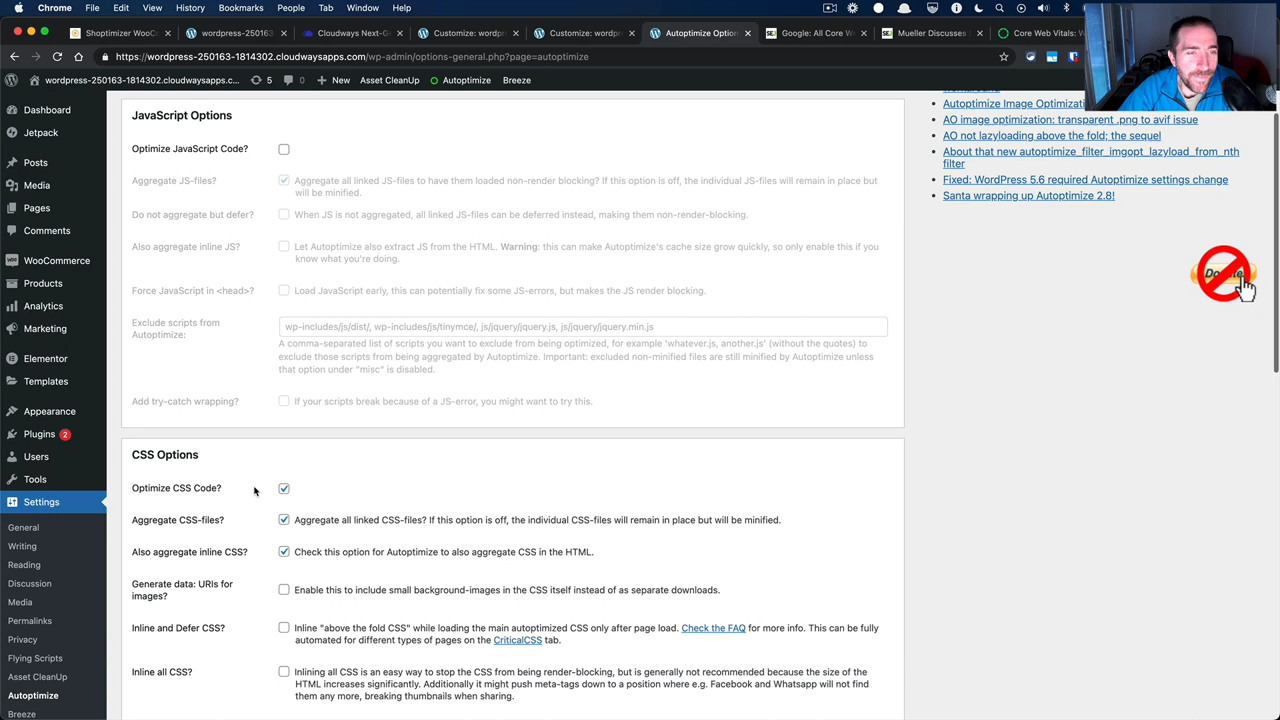 Chrome File Edit View History Bookmarks People Tab Window Help
Shoptimizer WooCo
wordpress-250163-
Cloudways Next-Ge
Customize: wordpre
Customize: wordpre
Autoptimize Option
Google: All Core W
Mueller Discusses
Core Web Vitals:
https://wordpress-250163-1814302.cloudwaysapps.com/wp-admin/options-general.php?page=autoptimize
wordpress-250163-1814302.cloudwaysapps.c... 5 0 New Asset CleanUp Autoptimize Breeze
Dashboard
Jetpack
Posts
Media
Pages
Comments
WooCommerce
Products
Analytics
Marketing
Elementor
Templates
Appearance
Plugins 2
Users
Tools
Settings
General
Writing
Reading
Discussion
Media
Permalinks
Privacy
Flying Scripts
Asset CleanUp
Autoptimize
Breeze
JavaScript Options
Optimize JavaScript Code?
Aggregate JS-files? Aggregate all linked JS-files to have them loaded non-render blocking? If this option is off, the individual JS-files will remain in place but
will be minified.
Do not aggregate but defer? When JS is not aggregated, all linked JS-files can be deferred instead, making them non-render-blocking.
Also aggregate inline JS? Let Autoptimize also extract JS from the HTML. Warning: this can make Autoptimize's cache size grow quickly, so only enable this if you
know what you're doing.
Force JavaScript in <head>? Load JavaScript early, this can potentially fix some JS-errors, but makes the JS render blocking.
Exclude scripts from
Autoptimize:
wp-includes/js/dist/, wp-includes/js/tinymce/, js/jquery/jquery.js, js/jquery/jquery.min.js
A comma-separated list of scripts you want to exclude from being optimized, for example 'whatever.js, another.js' (without the quotes) to
exclude those scripts from being aggregated by Autoptimize. Important: excluded non-minified files are still minified by Autoptimize unless
that option under "misc" is disabled.
Add try-catch wrapping? If your scripts break because of a JS-error, you might want to try this.
CSS Options
Optimize CSS Code?
Aggregate CSS-files? Aggregate all linked CSS-files? If this option is off, the individual CSS-files will remain in place but will be minified.
Also aggregate inline CSS? Check this option for Autoptimize to also aggregate CSS in the HTML.
Generate data: URIs for
images?
Enable this to include small background-images in the CSS itself instead of as separate downloads.
Inline and Defer CSS? Inline "above the fold CSS" while loading the main autoptimized CSS only after page load. Check the FAQ for more info. This can be fully
automated for different types of pages on the CriticalCSS tab.
Inline all CSS? Inlining all CSS is an easy way to stop the CSS from being render-blocking, but is generally not recommended because the size of the
HTML increases significantly. Additionally it might push meta-tags down to a position where e.g. Facebook and Whatsapp will not find
them any more, breaking thumbnails when sharing.
Autoptimize Image Optimizati
AO image optimization: transparent .png to avif issue
AO not lazyloading above the fold; the sequel
About that new autoptimize_filter_imgopt_lazyload_from_nth
filter
Fixed: WordPress 5.6 required Autoptimize settings change
Santa wrapping up Autoptimize 2.8!